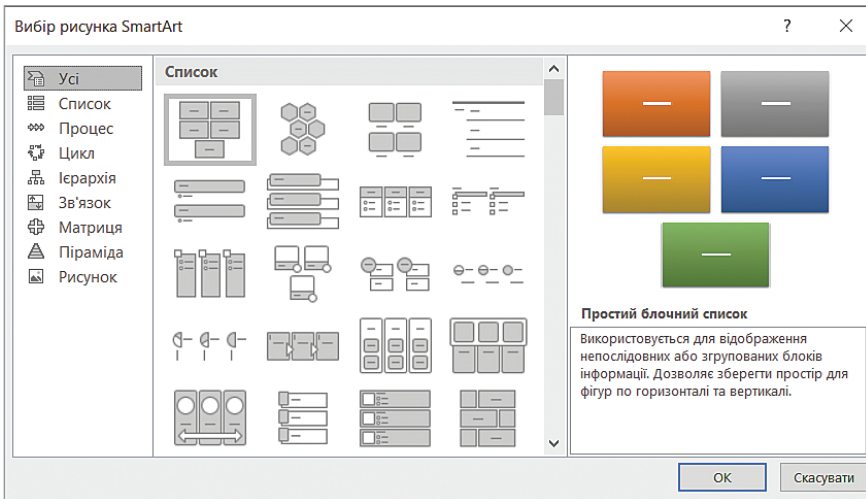 Вибір рисунка SmartArt
Усі
Список
Процес
Цикл
Ієрархія
Зв'язок
Матриця
Піраміда
Рисунок
Список
Простий блочний список
Використовується для відображення
непослідовних або згрупованих блоків
інформації. Дозволяє зберегти простір для
фігур по горизонталі та вертикалі.
ОК
Скасувати